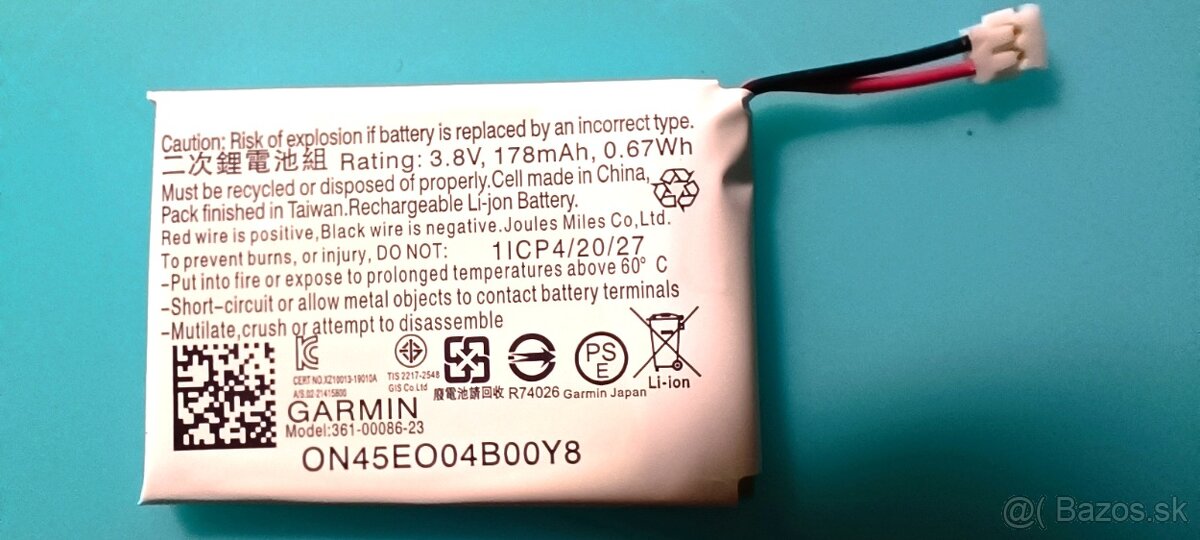 Caution: Risk of explosion if battery is replaced by an incorrect type.
二次鋰電池組 Rating: 3.8V, 178mAh, 0.67Wh
Must be recycled or disposed of properly.Cell made in China,
Pack finished in Taiwan.Rechargeable Li-jon Battery.
Red wire is positive,Black wire is negative.Joules Miles Co,Ltd.
To prevent burns, or injury, DO NOT: 1ICP4/20/27
-Put into fire or expose to prolonged temperatures above 60° C
-Short-circuit or allow metal objects to contact battery terminals
-Mutilate,crush or attempt to disassemble
CERT NO.XZ10013-19010A
A/S.02-21415800
TIS 2217-2548
GIS Co Ltd
廢電池請回收
R74026
PS
E
Garmin Japan
Li-ion
GARMIN
Model:361-00086-23
ON45EO04B00Y8
@( Bazos.sk